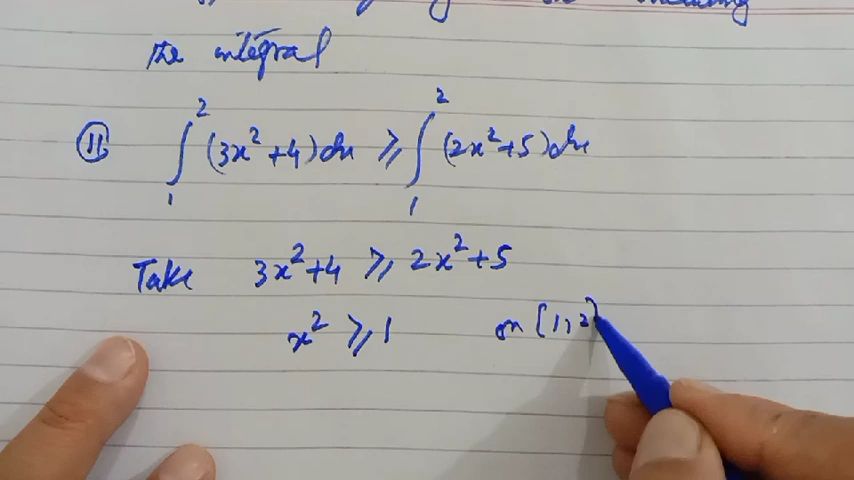 the integral
(11) ∫₁² (3x²+4)dx ≥ ∫₁² (2x²+5)dx
Take 3x²+4 ≥ 2x²+5
x² ≥ 1 on [1,2]